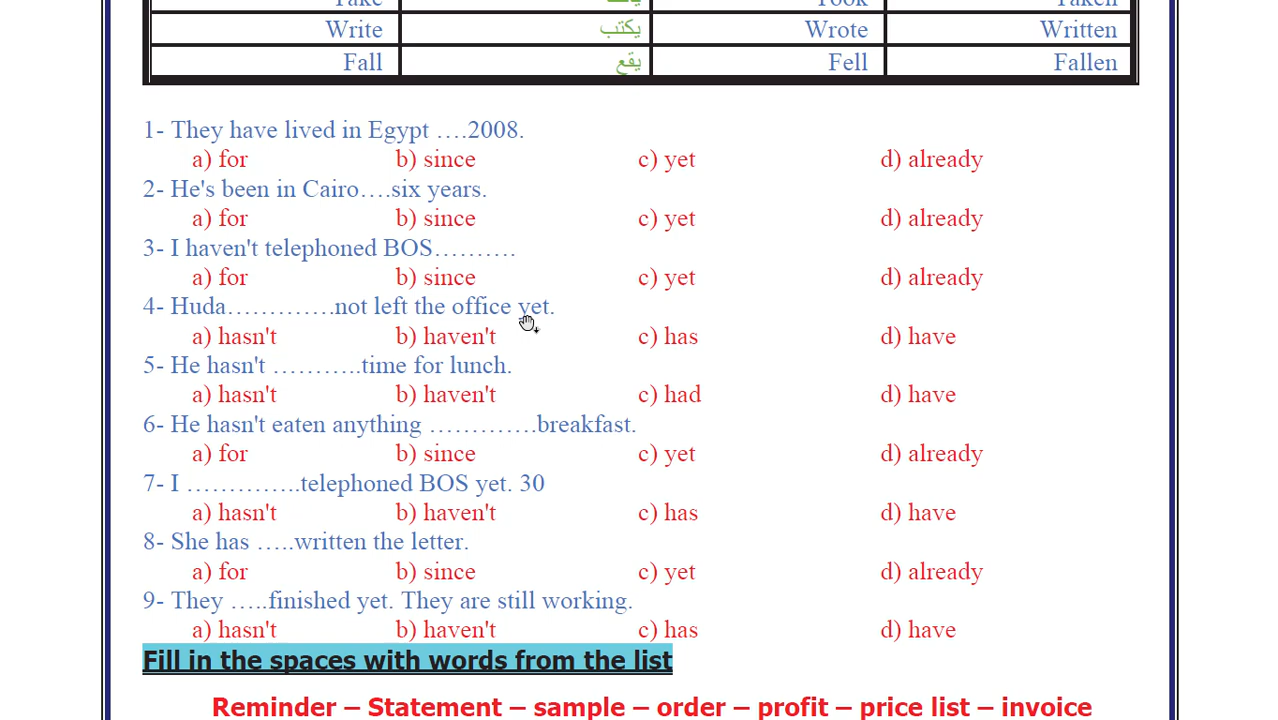 Write يكتب Wrote Written
Fall يقع Fell Fallen
1- They have lived in Egypt ….2008.
a) for b) since c) yet d) already
2- He's been in Cairo….six years.
a) for b) since c) yet d) already
3- I haven't telephoned BOS……….
a) for b) since c) yet d) already
4- Huda………….not left the office yet.
a) hasn't b) haven't c) has d) have
5- He hasn't ………..time for lunch.
a) hasn't b) haven't c) had d) have
6- He hasn't eaten anything ………….breakfast.
a) for b) since c) yet d) already
7- I …………..telephoned BOS yet. 30
a) hasn't b) haven't c) has d) have
8- She has …..written the letter.
a) for b) since c) yet d) already
9- They …..finished yet. They are still working.
a) hasn't b) haven't c) has d) have
Fill in the spaces with words from the list
Reminder – Statement – sample – order – profit – price list – invoice